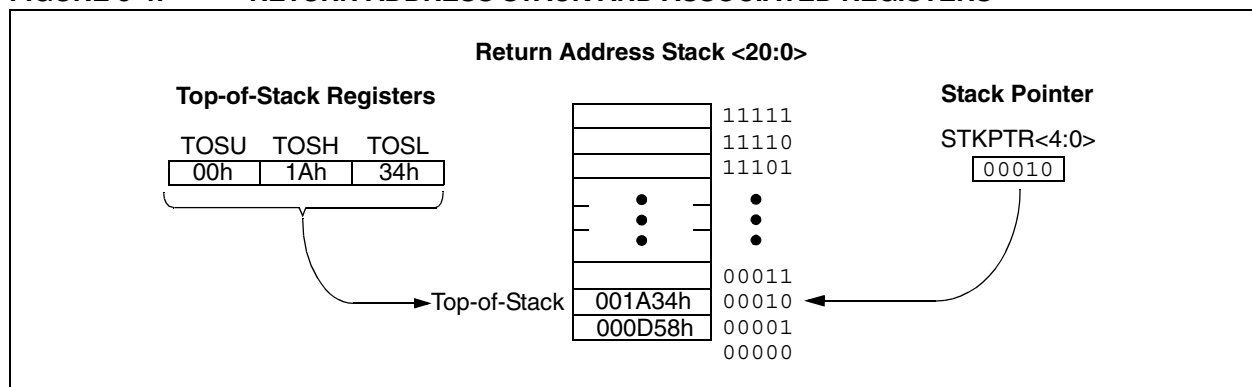 Return Address Stack <20:0>
Top-of-Stack Registers
Stack Pointer
TOSU TOSH TOSL
00h 1Ah 34h
STKPTR<4:0>
00010
11111
11110
11101
00011
Top-of-Stack 001A34h 00010
000D58h 00001
00000